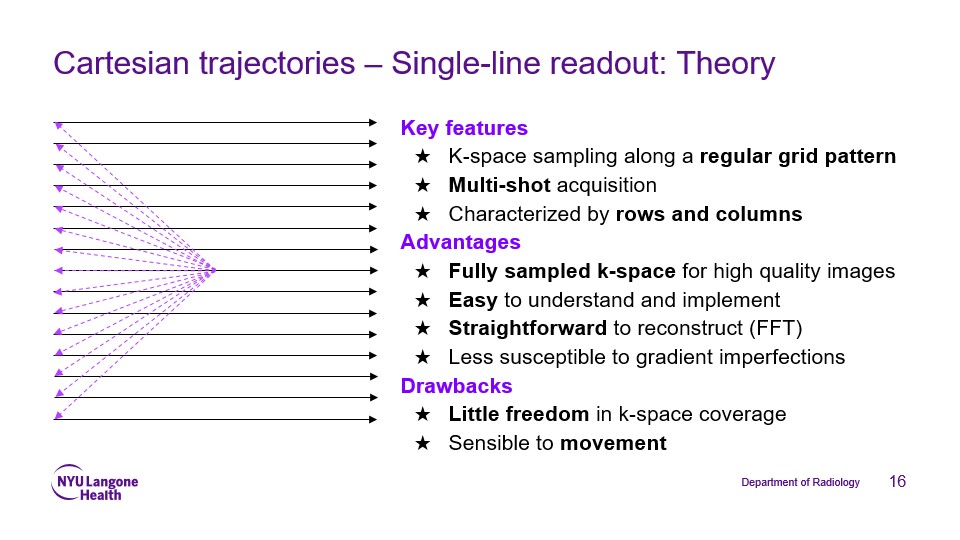 Cartesian trajectories – Single-line readout: Theory
Key features
★ K-space sampling along a regular grid pattern
★ Multi-shot acquisition
★ Characterized by rows and columns
Advantages
★ Fully sampled k-space for high quality images
★ Easy to understand and implement
★ Straightforward to reconstruct (FFT)
★ Less susceptible to gradient imperfections
Drawbacks
★ Little freedom in k-space coverage
★ Sensible to movement
NYU Langone
Health
Department of Radiology
16